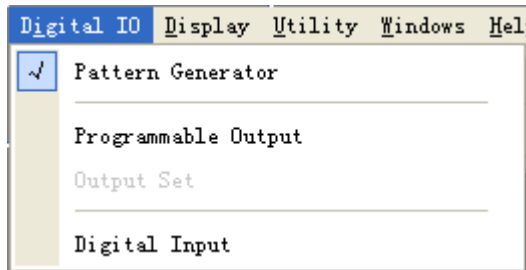 Digital IO Display Utility Windows Hel
Pattern Generator
Programmable Output
Output Set
Digital Input